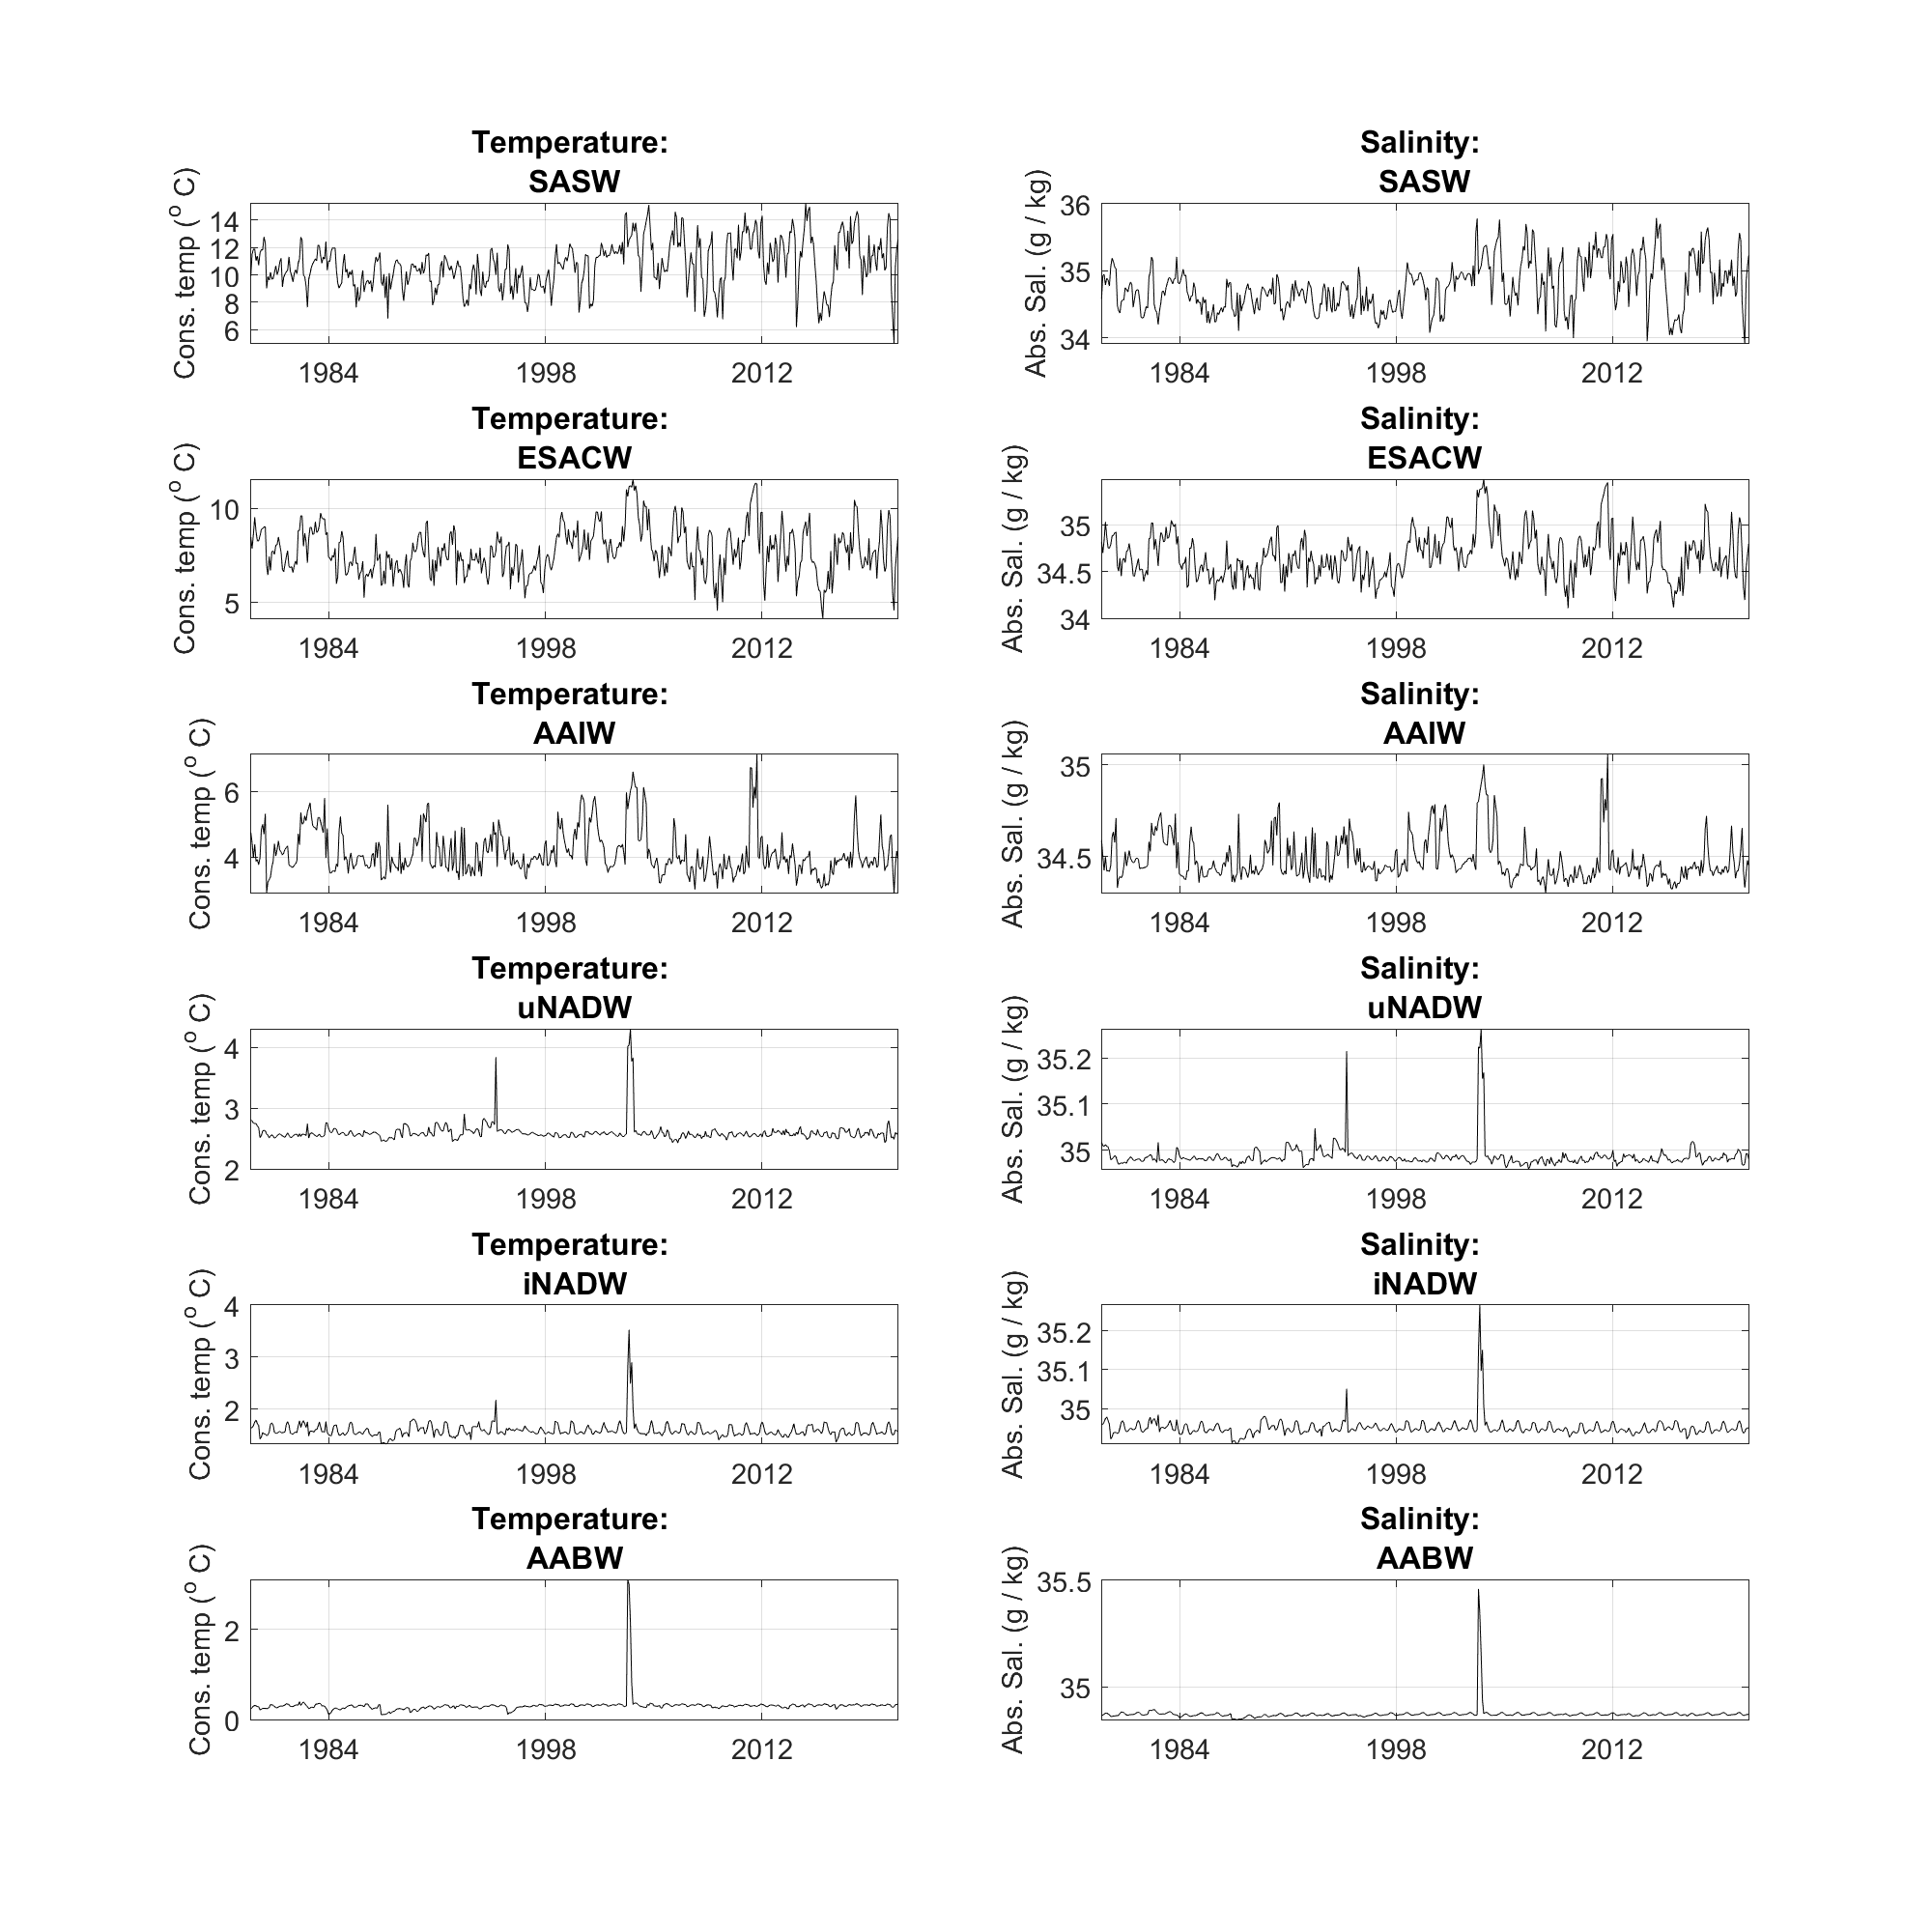 Temperature:
SASW
Cons. temp (° C)
14
12
10
8
6
1984
1998
2012
Salinity:
SASW
Abs. Sal. (g / kg)
36
35
34
1984
1998
2012
Temperature:
ESACW
Cons. temp (° C)
10
5
1984
1998
2012
Salinity:
ESACW
Abs. Sal. (g / kg)
35
34.5
34
1984
1998
2012
Temperature:
AAIW
Cons. temp (° C)
6
4
1984
1998
2012
Salinity:
AAIW
Abs. Sal. (g / kg)
35
34.5
1984
1998
2012
Temperature:
uNADW
Cons. temp (° C)
4
3
2
1984
1998
2012
Salinity:
uNADW
Abs. Sal. (g / kg)
35.2
35.1
35
1984
1998
2012
Temperature:
iNADW
Cons. temp (° C)
4
3
2
1984
1998
2012
Salinity:
iNADW
Abs. Sal. (g / kg)
35.2
35.1
35
1984
1998
2012
Temperature:
AABW
Cons. temp (° C)
2
0
1984
1998
2012
Salinity:
AABW
Abs. Sal. (g / kg)
35.5
35
1984
1998
2012